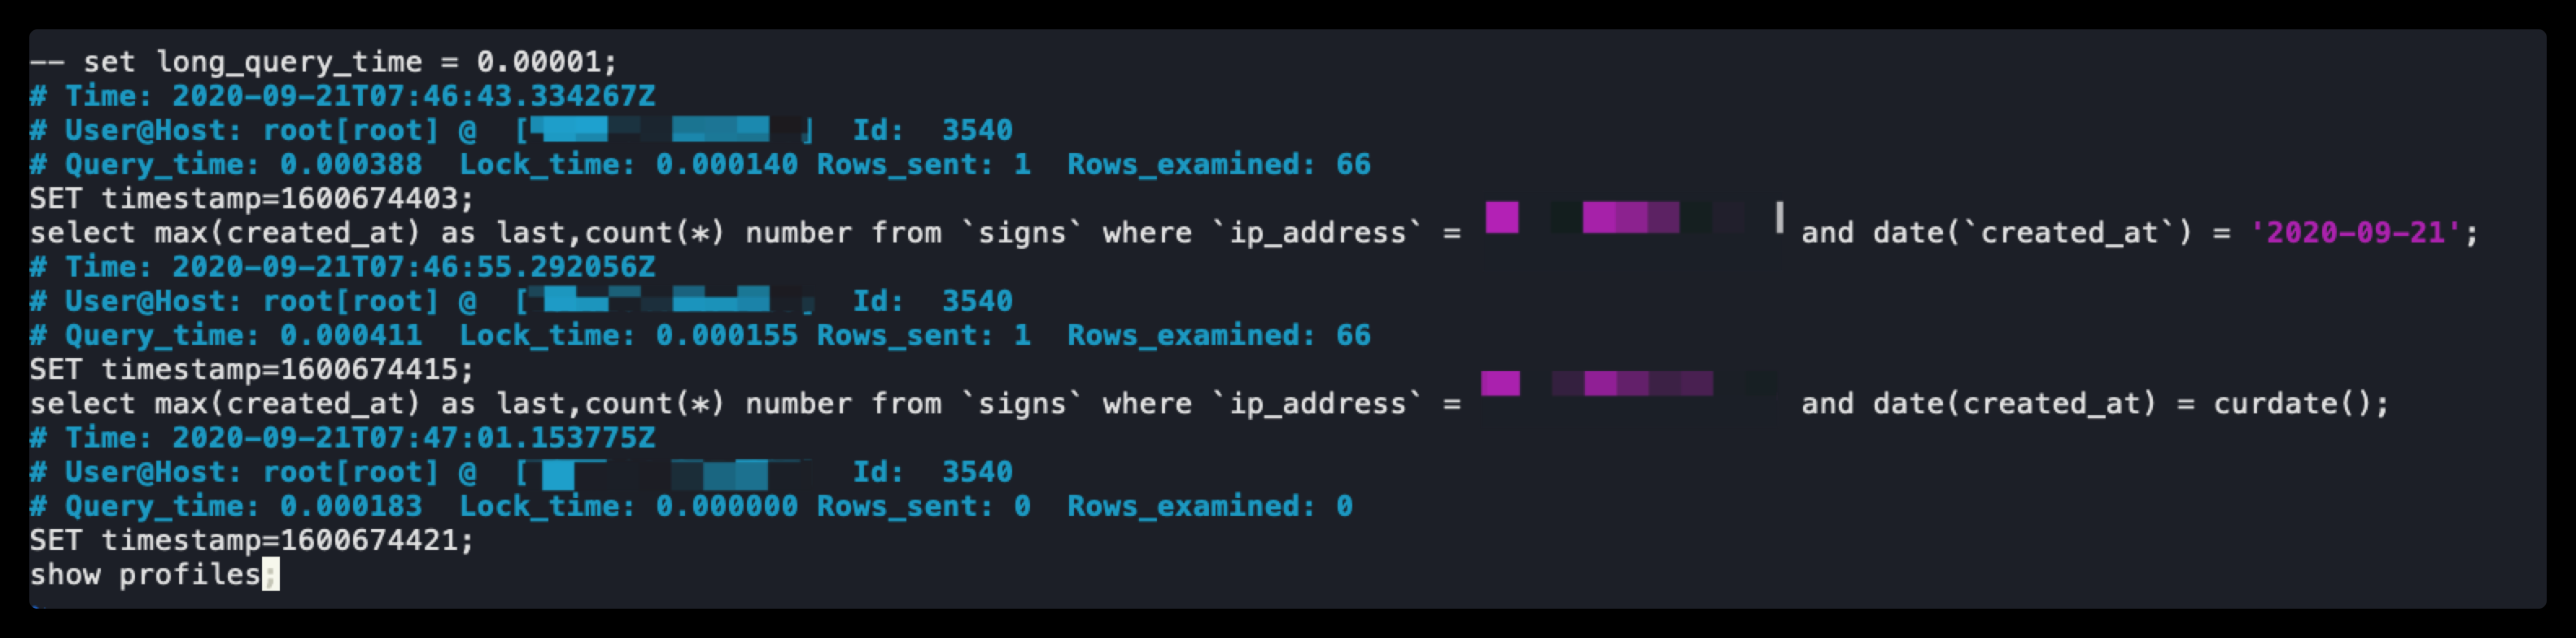 -- set long_query_time = 0.00001;
# Time: 2020-09-21T07:46:43.334267Z
# User@Host: root[root] @  [ ]  Id:  3540
# Query_time: 0.000388  Lock_time: 0.000140 Rows_sent: 1  Rows_examined: 66
SET timestamp=1600674403;
select max(created_at) as last,count(*) number from `signs` where `ip_address` = and date(`created_at`) = '2020-09-21';
# Time: 2020-09-21T07:46:55.292056Z
# User@Host: root[root] @  [  Id:  3540
# Query_time: 0.000411  Lock_time: 0.000155 Rows_sent: 1  Rows_examined: 66
SET timestamp=1600674415;
select max(created_at) as last,count(*) number from `signs` where `ip_address` = and date(created_at) = curdate();
# Time: 2020-09-21T07:47:01.153775Z
# User@Host: root[root] @  [  Id:  3540
# Query_time: 0.000183  Lock_time: 0.000000 Rows_sent: 0  Rows_examined: 0
SET timestamp=1600674421;
show profiles;